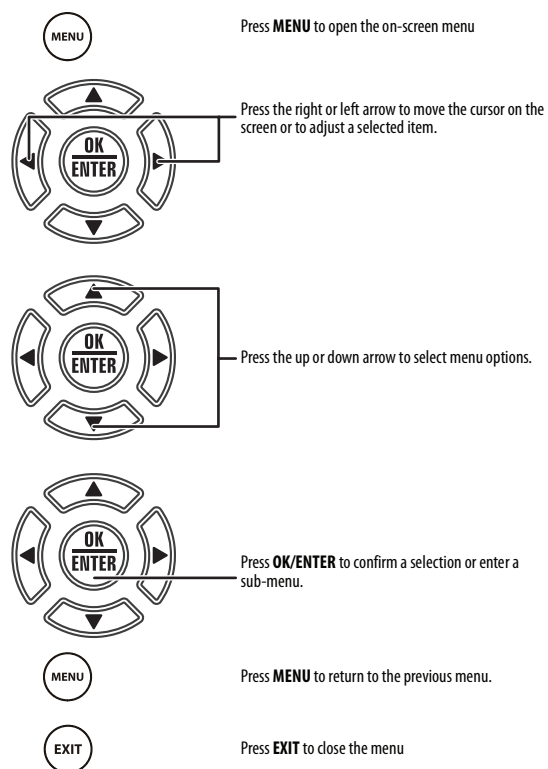 MENU
Press MENU to open the on-screen menu
Press the right or left arrow to move the cursor on the
screen or to adjust a selected item.
OK
ENTER
OK
ENTER
Press the up or down arrow to select menu options.
OK
ENTER
Press OK/ENTER to confirm a selection or enter a
sub-menu.
MENU
Press MENU to return to the previous menu.
EXIT
Press EXIT to close the menu